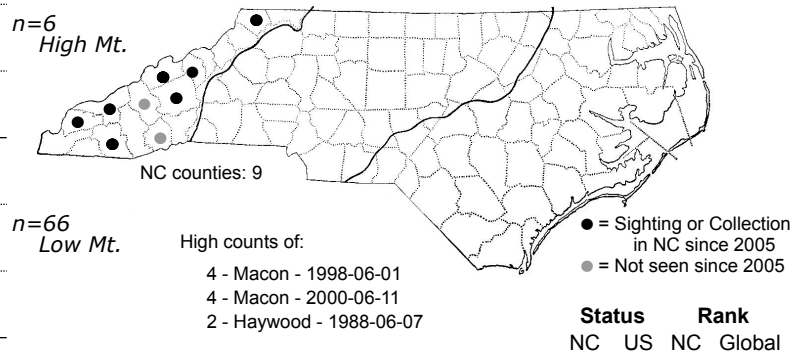 n=6
High Mt.
NC counties: 9
n=66
Low Mt.
High counts of:
4 - Macon - 1998-06-01
4 - Macon - 2000-06-11
2 - Haywood - 1988-06-07
= Sighting or Collection
in NC since 2005
= Not seen since 2005
Status Rank
NC US NC Global